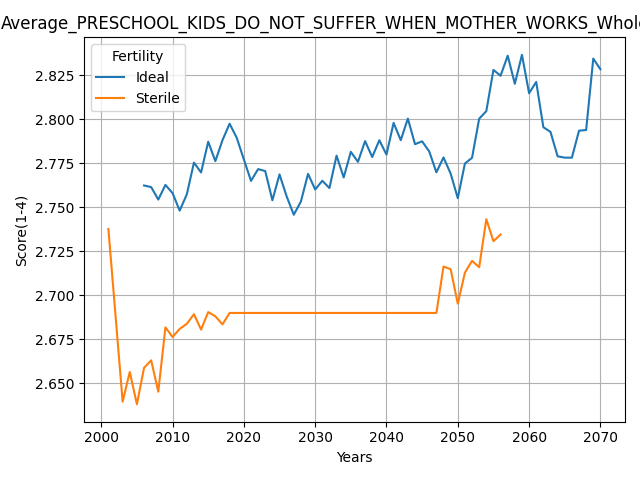 Average_PRESCHOOL_KIDS_DO_NOT_SUFFER_WHEN_MOTHER_WORKS_Whol
Fertility
Ideal
Sterile
Score(1-4)
2.825
2.800
2.775
2.750
2.725
2.700
2.675
2.650
2000 2010 2020 2030 2040 2050 2060 2070
Years